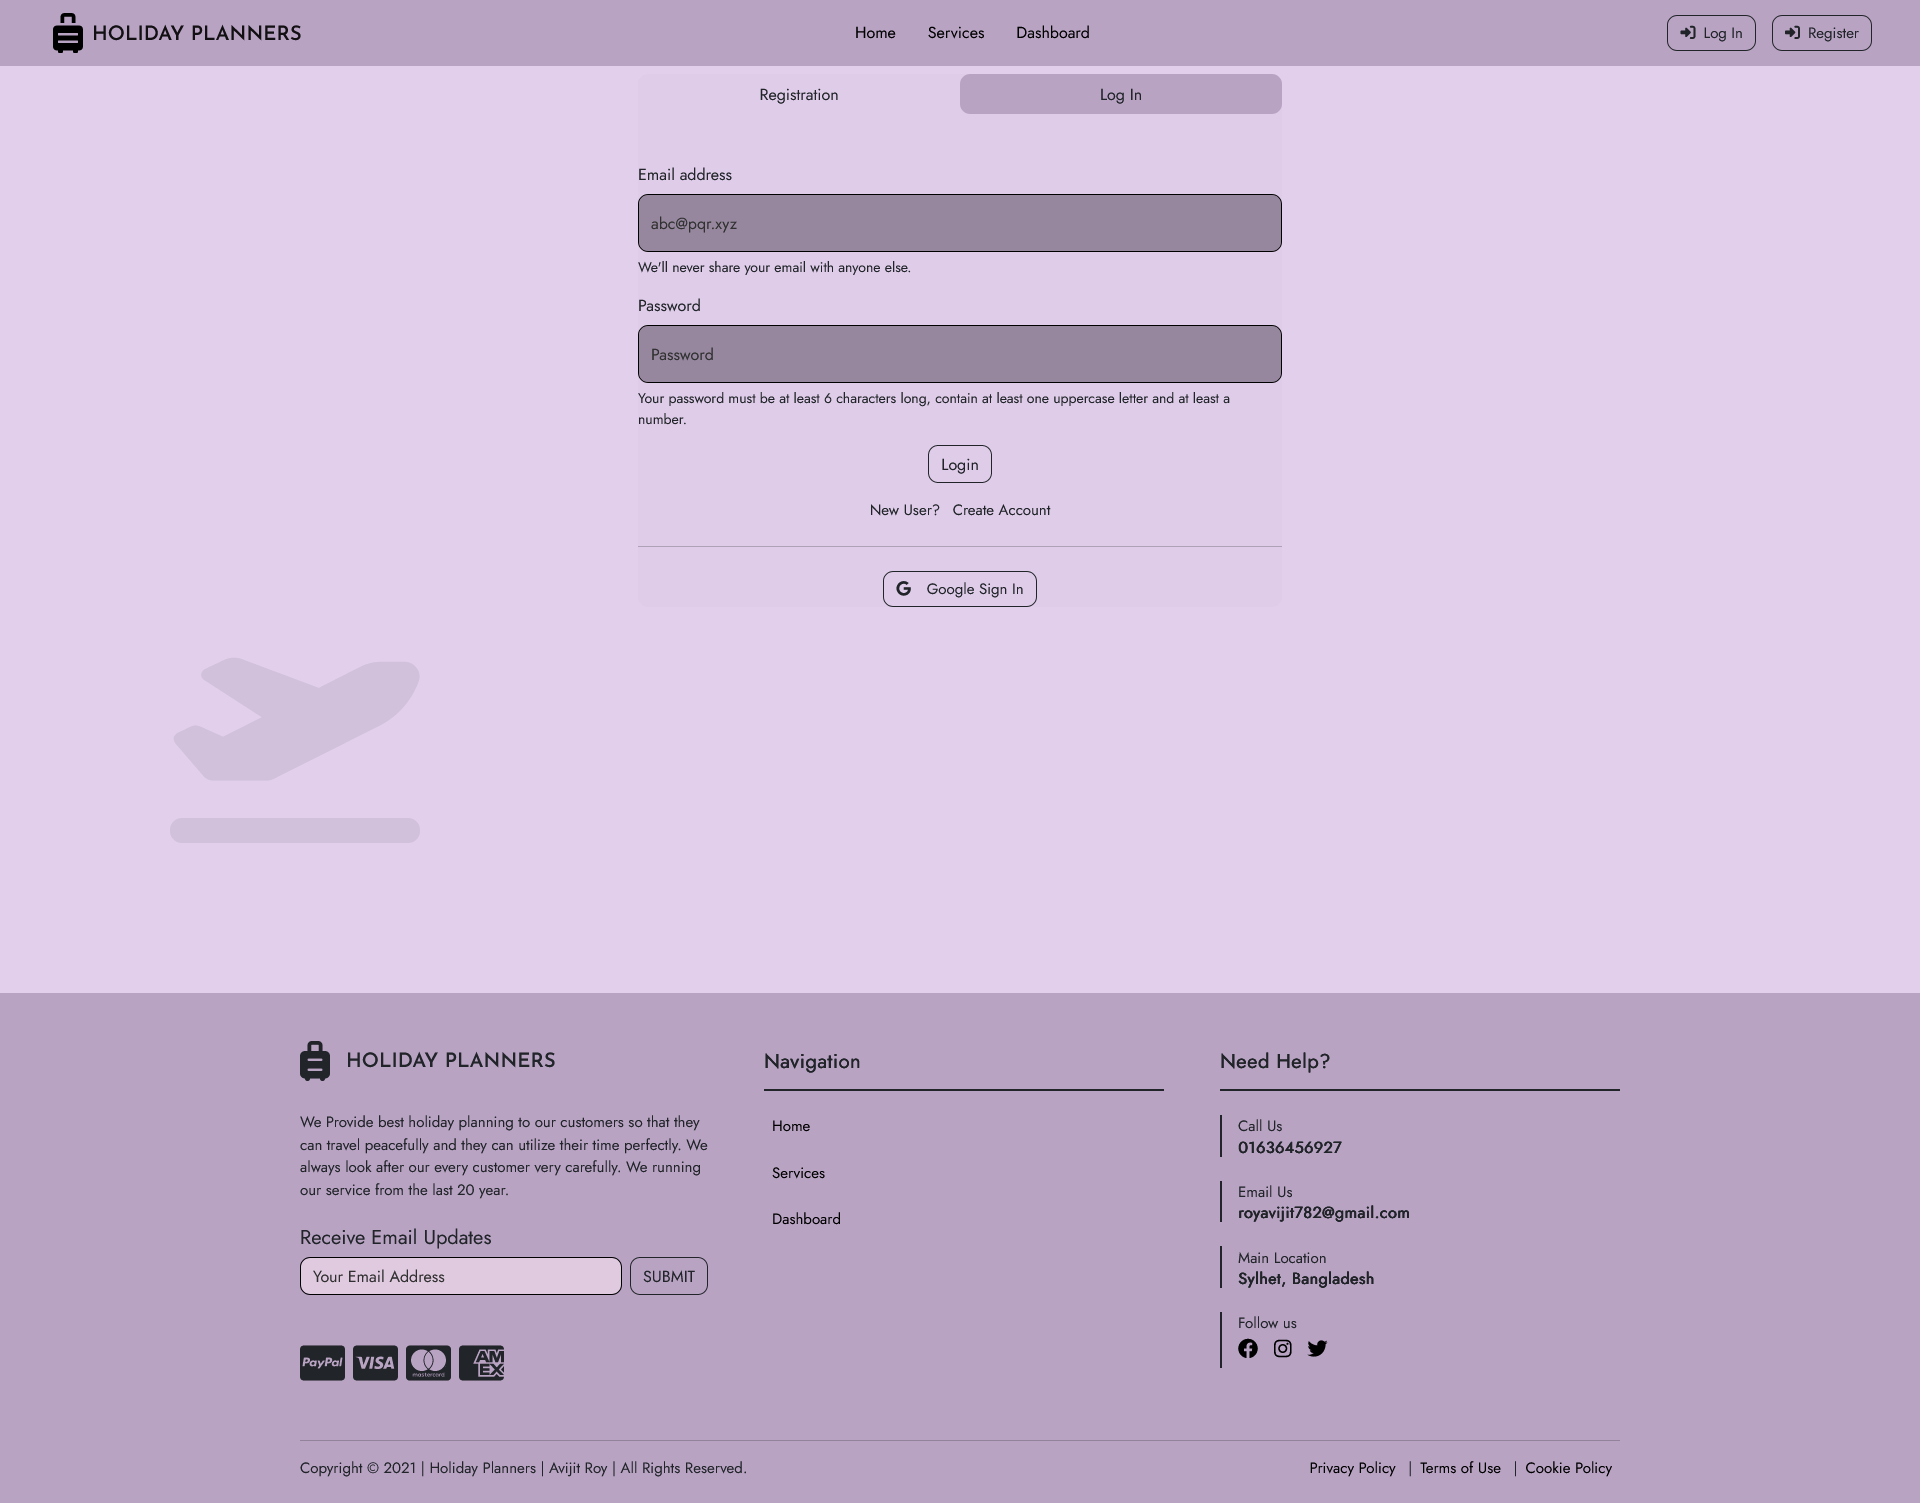 HOLIDAY PLANNERS
Home
Services
Dashboard
Log In
Register
Registration
Log In
Email address
abc@pqr.xyz
We'll never share your email with anyone else.
Password
Password
Your password must be at least 6 characters long, contain at least one uppercase letter and at least a
number.
Login
New User? Create Account
Google Sign In
HOLIDAY PLANNERS
We Provide best holiday planning to our customers so that they
can travel peacefully and they can utilize their time perfectly. We
always look after our every customer very carefully. We running
our service from the last 20 year.
Receive Email Updates
Your Email Address
SUBMIT
PayPal
VISA
mastercard
AM
EX
Navigation
Home
Services
Dashboard
Need Help?
Call Us
01636456927
Email Us
royavijit782@gmail.com
Main Location
Sylhet, Bangladesh
Follow us
Copyright © 2021 | Holiday Planners | Avijit Roy | All Rights Reserved.
Privacy Policy | Terms of Use | Cookie Policy